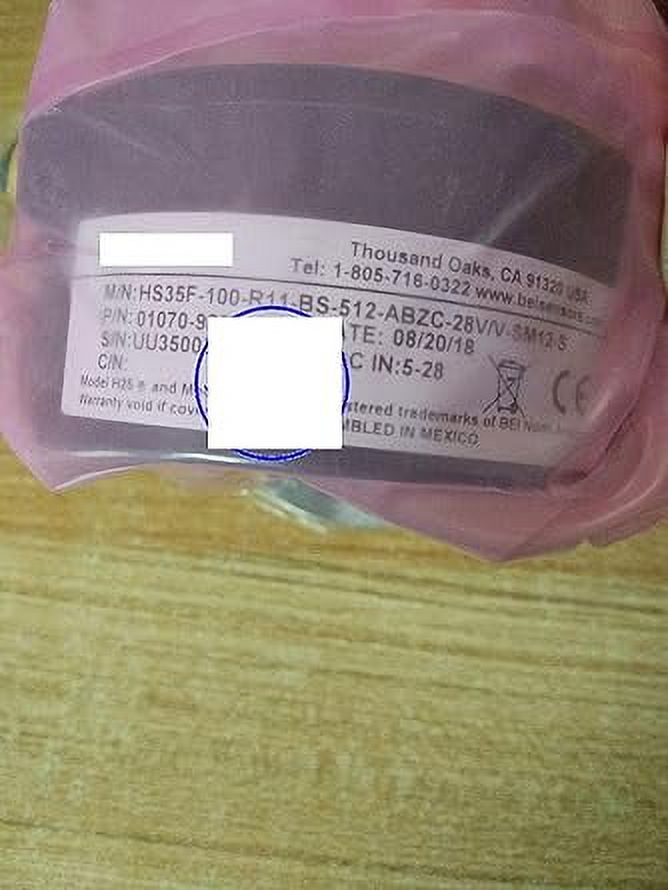 Thousand Oaks, CA 91320 USA
Tel: 1-805-716-0322 www.beisensors.com
M/N:HS35F-100-R11-BS-512-ABZC-28V/V-SM12-S
P/N: 01070-9 TE: 08/20/18
S/N:UU3500 C IN:5-28
C/N: CE
Model H25 ® and M stered trademarks of BEI
Warranty void if cov MBLED IN MEXICO